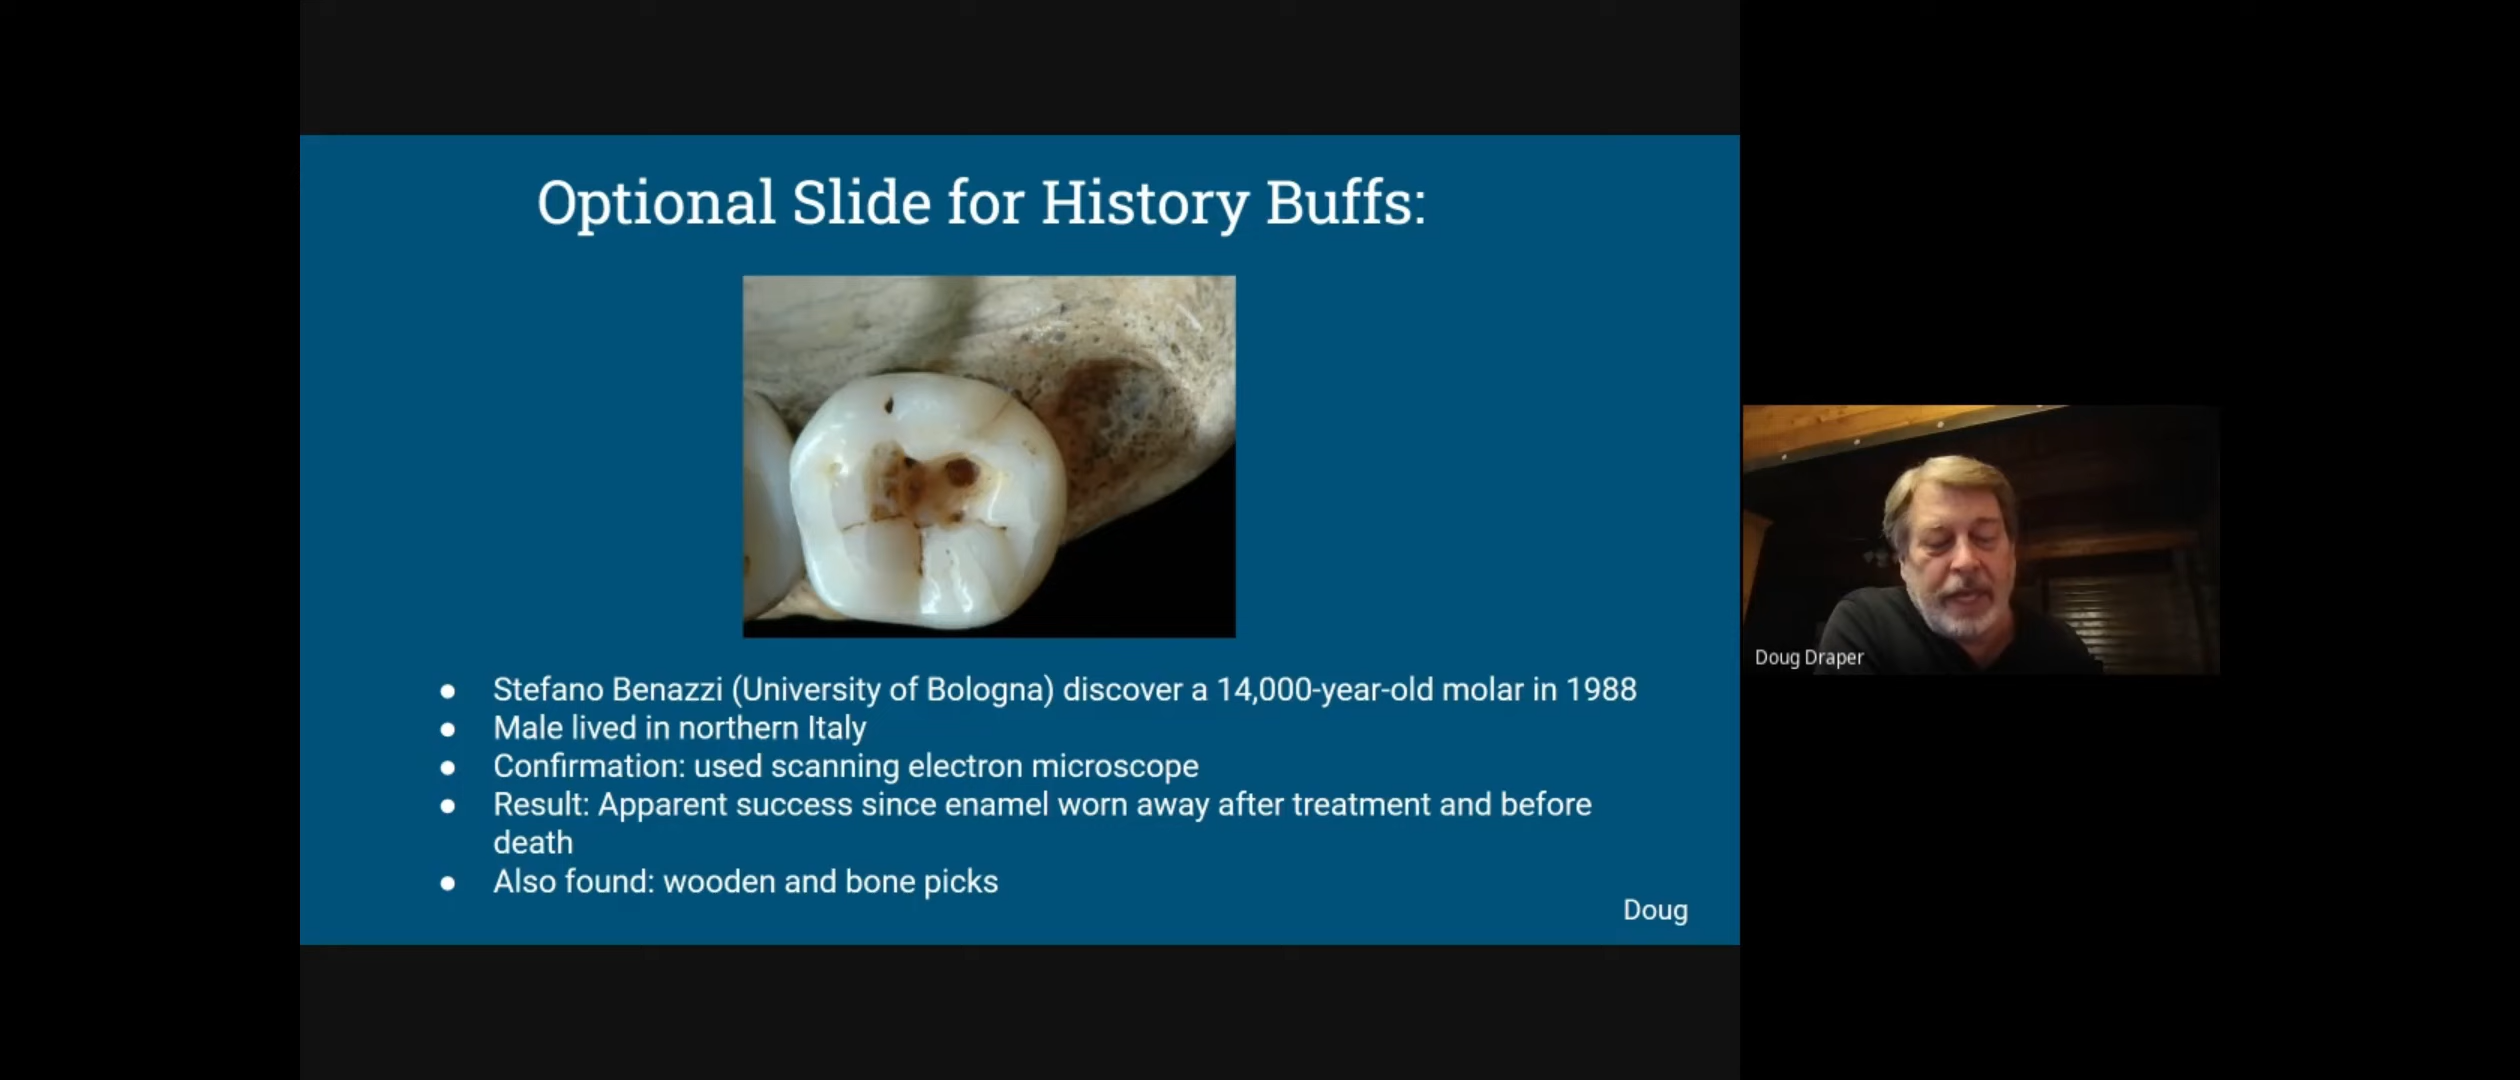 Optional Slide for History Buffs:
● Stefano Benazzi (University of Bologna) discover a 14,000-year-old molar in 1988
● Male lived in northern Italy
● Confirmation: used scanning electron microscope
● Result: Apparent success since enamel worn away after treatment and before
death
● Also found: wooden and bone picks
Doug
Doug Draper